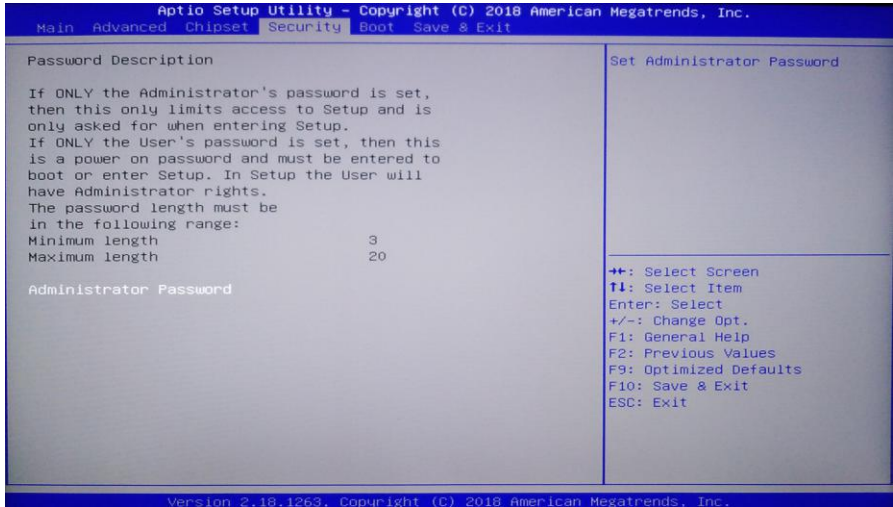 Aptio Setup Utility – Copyright (C) 2018 American Megatrends, Inc.
Main Advanced Chipset Security Boot Save & Exit
Password Description
If ONLY the Administrator's password is set,
then this only limits access to Setup and is
only asked for when entering Setup.
If ONLY the User's password is set, then this
is a power on password and must be entered to
boot or enter Setup. In Setup the User will
have Administrator rights.
The password length must be
in the following range:
Minimum length 3
Maximum length 20
Administrator Password
Set Administrator Password
→←: Select Screen
↑↓: Select Item
Enter: Select
+/-: Change Opt.
F1: General Help
F2: Previous Values
F9: Optimized Defaults
F10: Save & Exit
ESC: Exit
Version 2.18.1263. Copyright (C) 2018 American Megatrends, Inc.